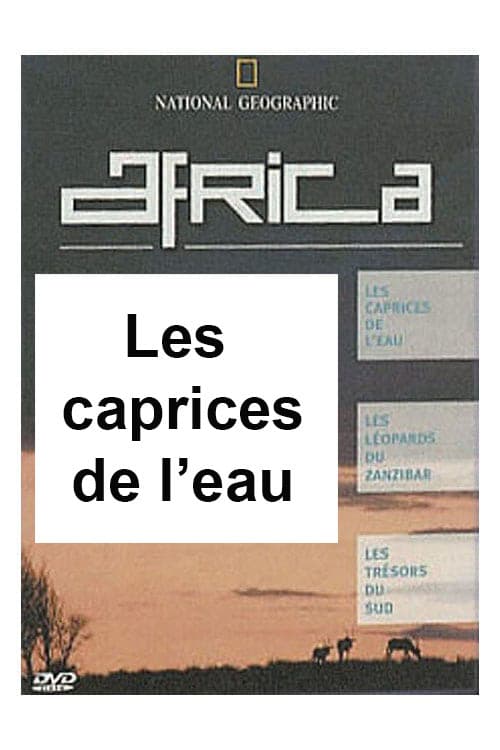 NATIONAL GEOGRAPHIC
aFRICa
Les
caprices
de l’eau
LES
CAPRICES
DE
L'EAU
LES
LÉOPARDS
DU
ZANZIBAR
LES
TRÉSORS
DU
SUD
DVD
VIDEO